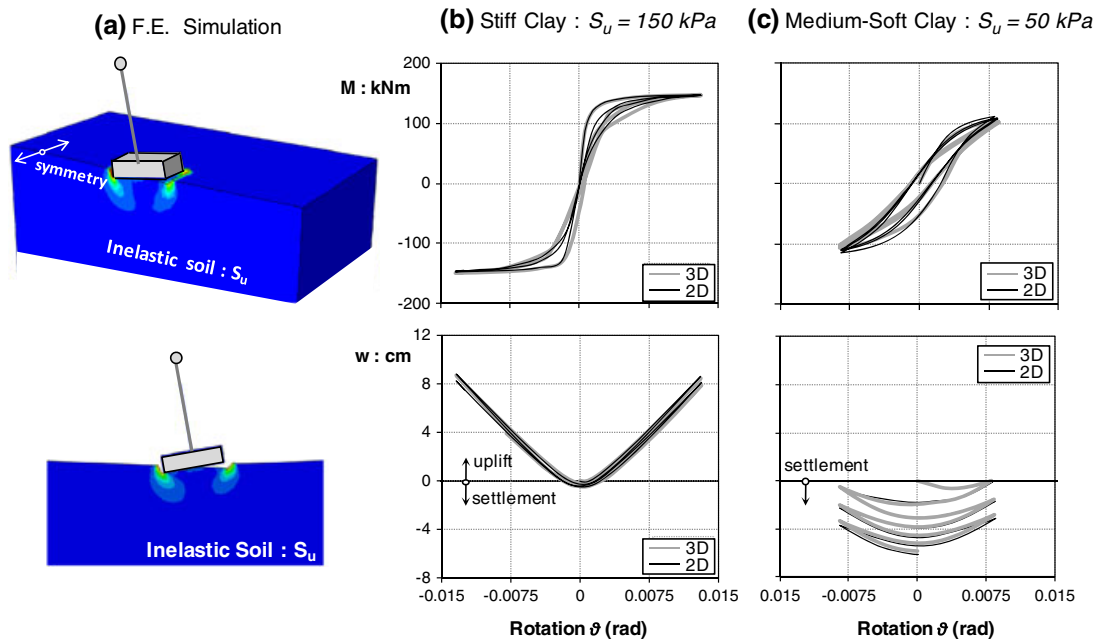 (a) F.E. Simulation
(b) Stiff Clay : Su = 150 kPa
(c) Medium-Soft Clay : Su = 50 kPa
symmetry
Inelastic soil : Su
M : kNm
200
100
0
-100
-200
3D
2D
3D
2D
Inelastic Soil : Su
w : cm
12
8
4
0
-4
-8
uplift
settlement
3D
2D
settlement
3D
2D
-0.015 -0.0075 0 0.0075 0.015
-0.015 -0.0075 0 0.0075 0.015
Rotation ϑ (rad)
Rotation ϑ (rad)